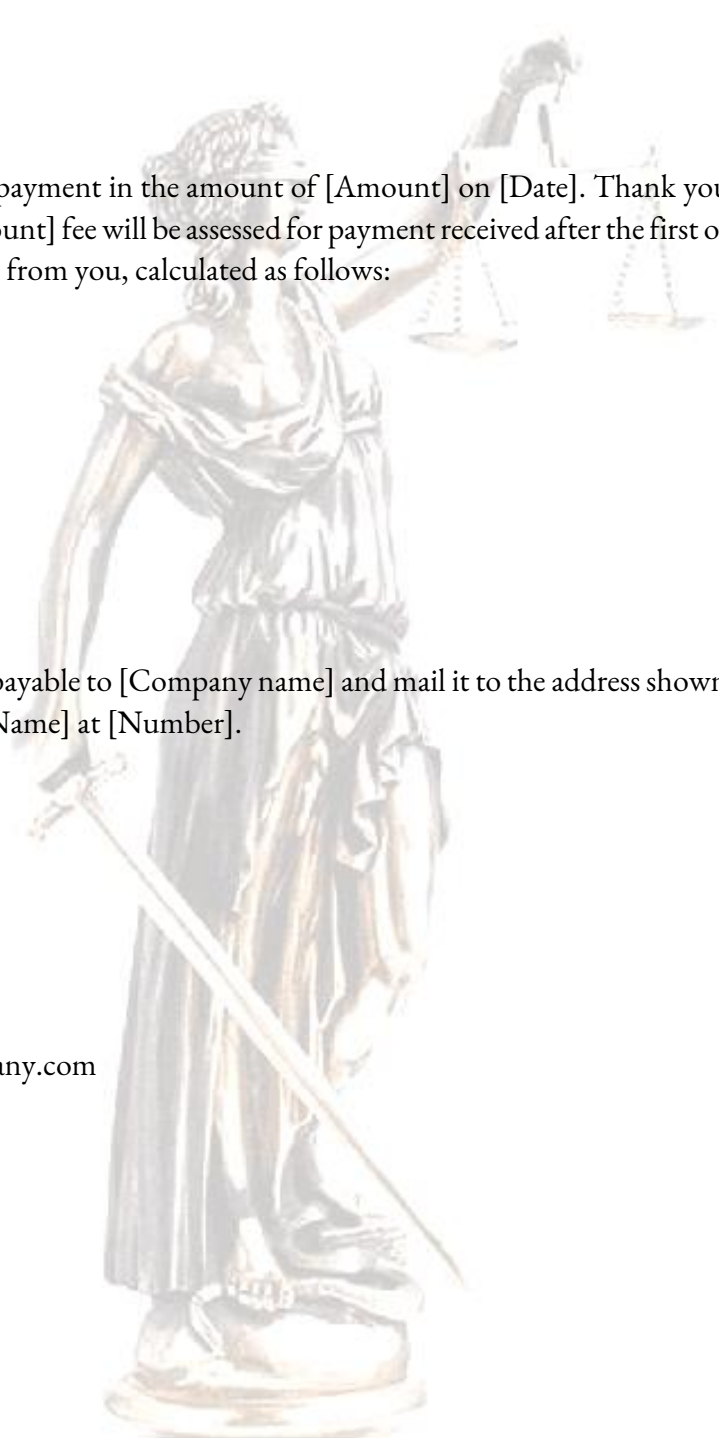 payment in the amount of [Amount] on [Date]. Thank you
fee will be assessed for payment received after the first o
from you, calculated as follows:
payable to [Company name] and mail it to the address shown
Name] at [Number].
any.com